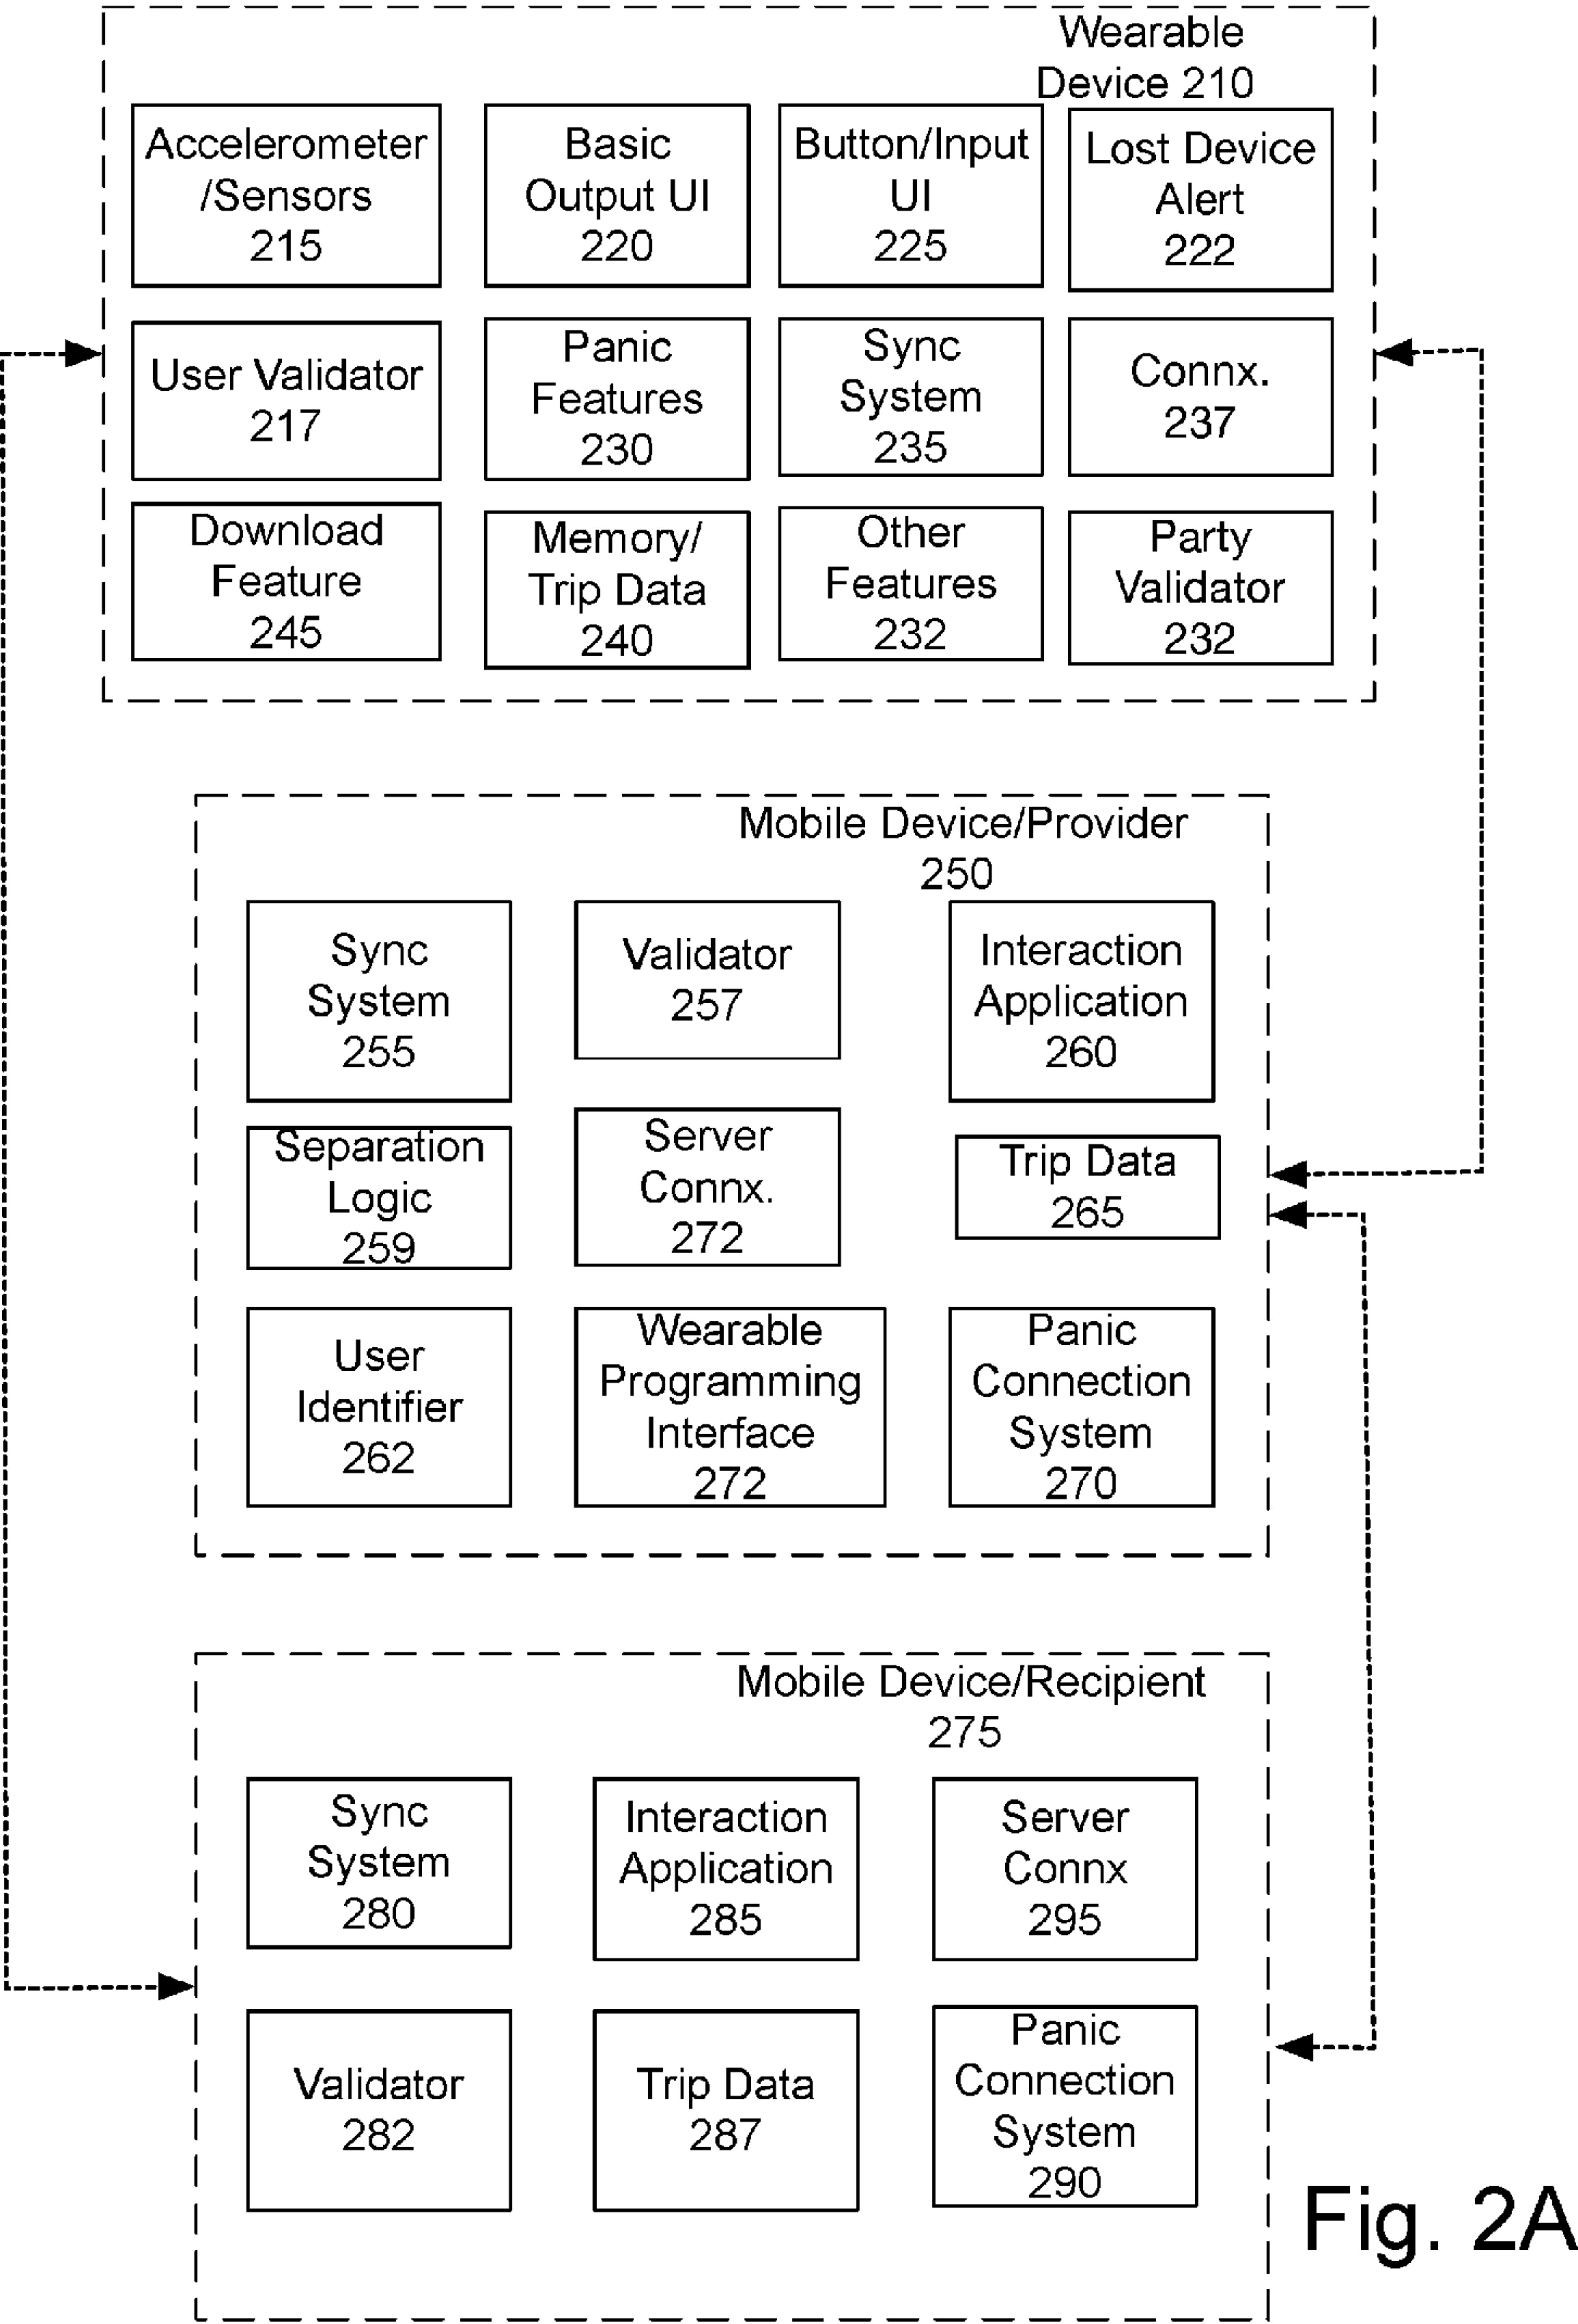 Wearable
Device 210
Accelerometer
/Sensors
215
Basic
Output UI
220
Button/Input
UI
225
Lost Device
Alert
222
User Validator
217
Panic
Features
230
Sync
System
235
Connx.
237
Download
Feature
245
Memory/
Trip Data
240
Other
Features
232
Party
Validator
232
Mobile Device/Provider
250
Sync
System
255
Validator
257
Interaction
Application
260
Separation
Logic
259
Server
Connx.
272
Trip Data
265
User
Identifier
262
Wearable
Programming
Interface
272
Panic
Connection
System
270
Mobile Device/Recipient
275
Sync
System
280
Interaction
Application
285
Server
Connx
295
Validator
282
Trip Data
287
Panic
Connection
System
290
Fig. 2A